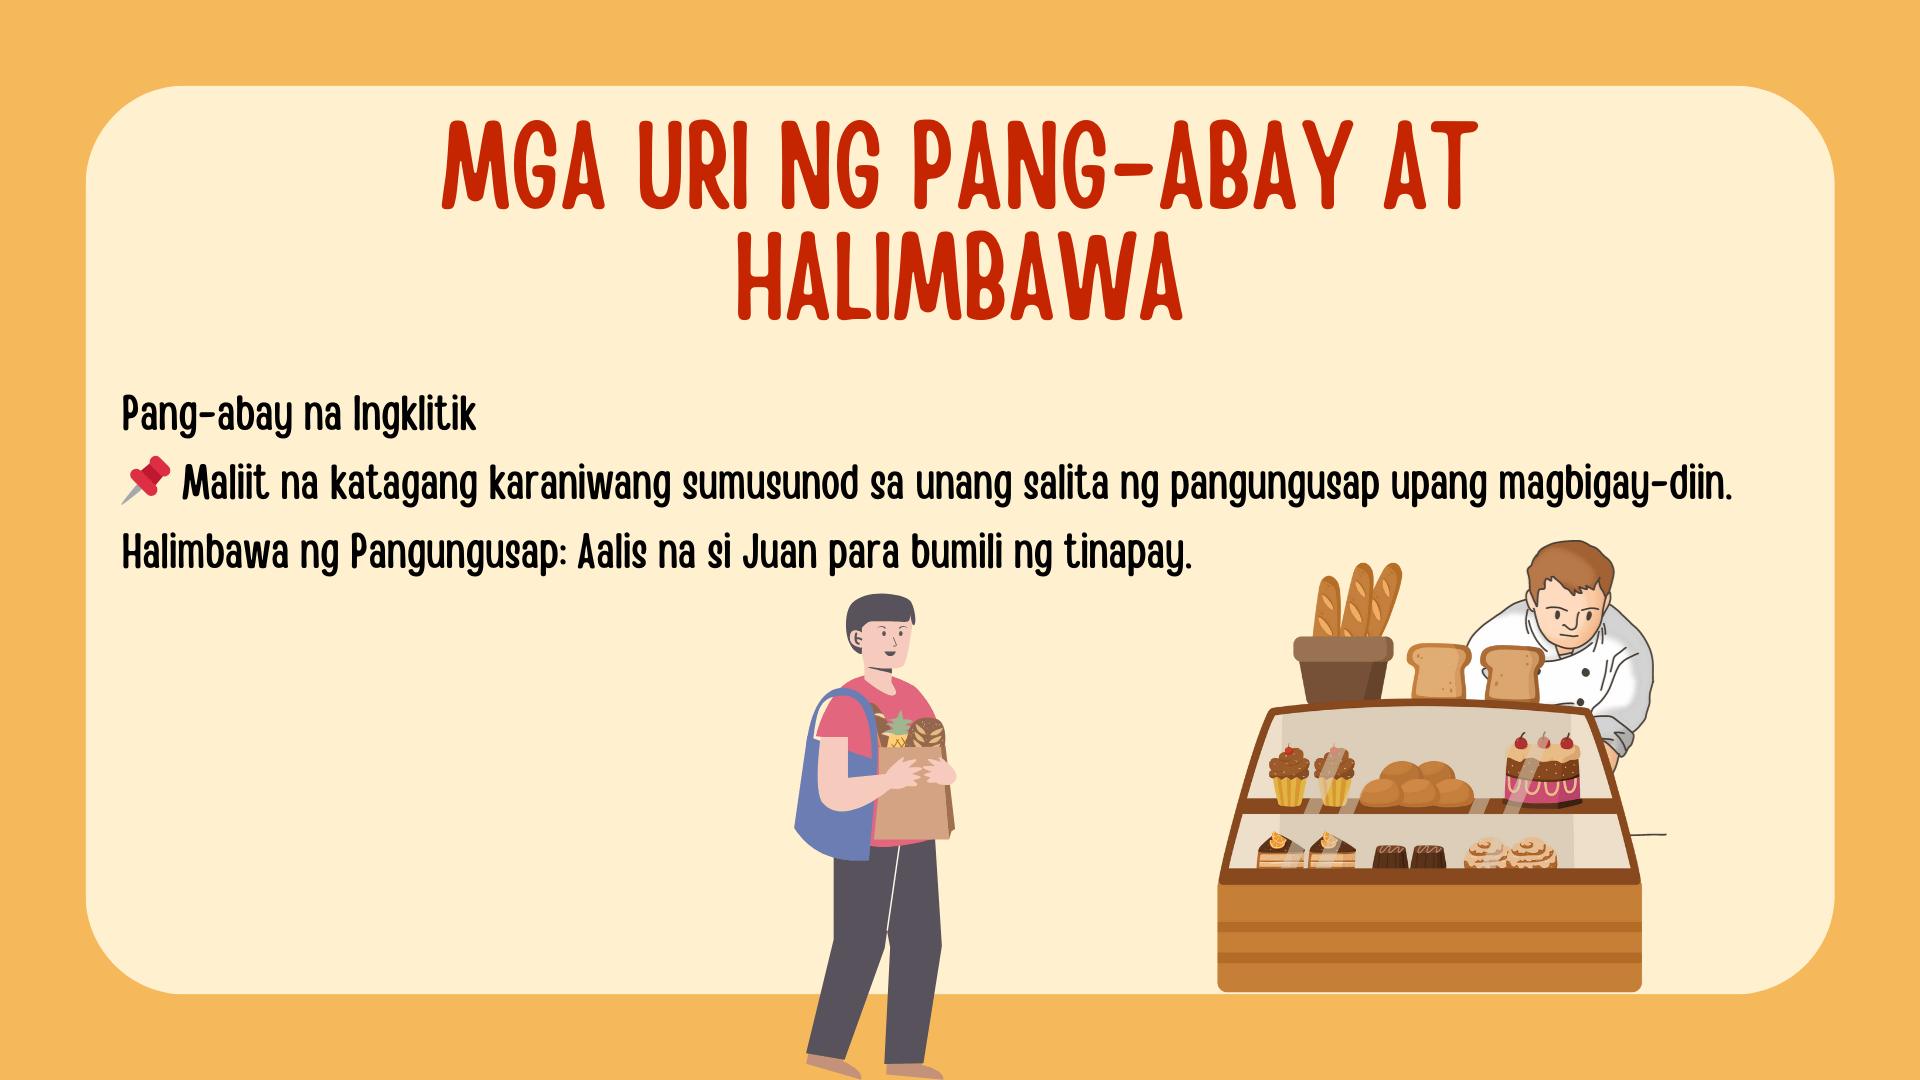 MGA URI NG PANG-ABAY AT
HALIMBAWA
Pang-abay na Ingklitik
📌 Maliit na katagang karaniwang sumusunod sa unang salita ng pangungusap upang magbigay-diin.
Halimbawa ng Pangungusap: Aalis na si Juan para bumili ng tinapay.